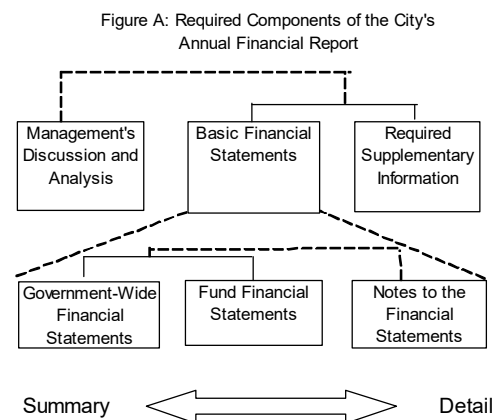 Figure A: Required Components of the City's
Annual Financial Report
Management's
Discussion and
Analysis
Basic Financial
Statements
Required
Supplementary
Information
Government-Wide
Financial
Statements
Fund Financial
Statements
Notes to the
Financial
Statements
Summary
Detail